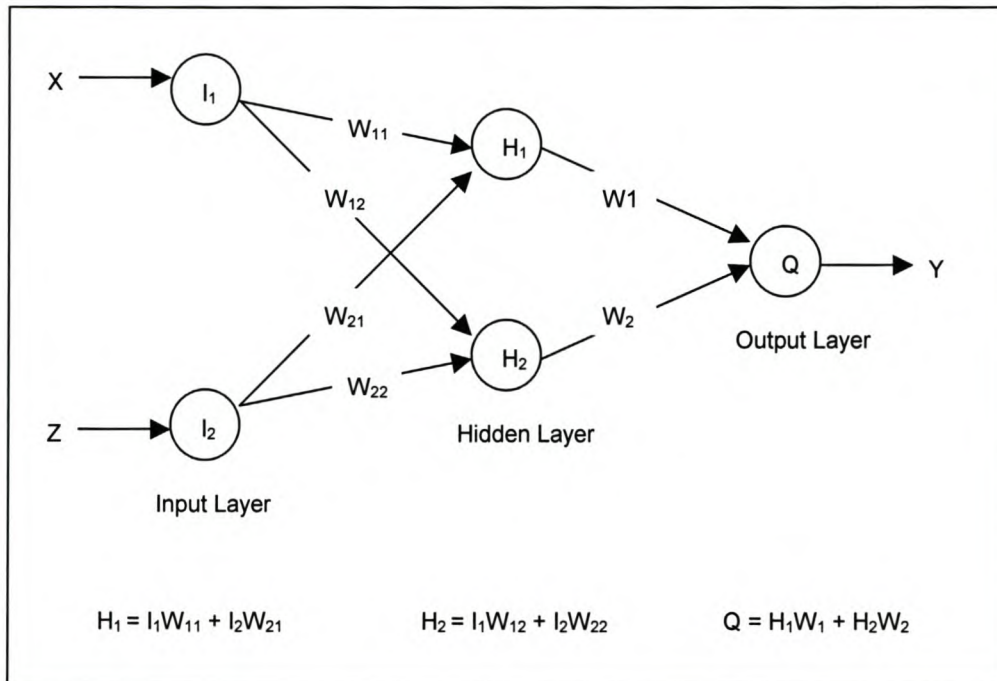 X
I₁
W₁₁
H₁
W₁₂
W1
Q
Y
W₂₁
W₂
Output Layer
H₂
W₂₂
Z
I₂
Hidden Layer
Input Layer
H₁ = I₁W₁₁ + I₂W₂₁
H₂ = I₁W₁₂ + I₂W₂₂
Q = H₁W₁ + H₂W₂